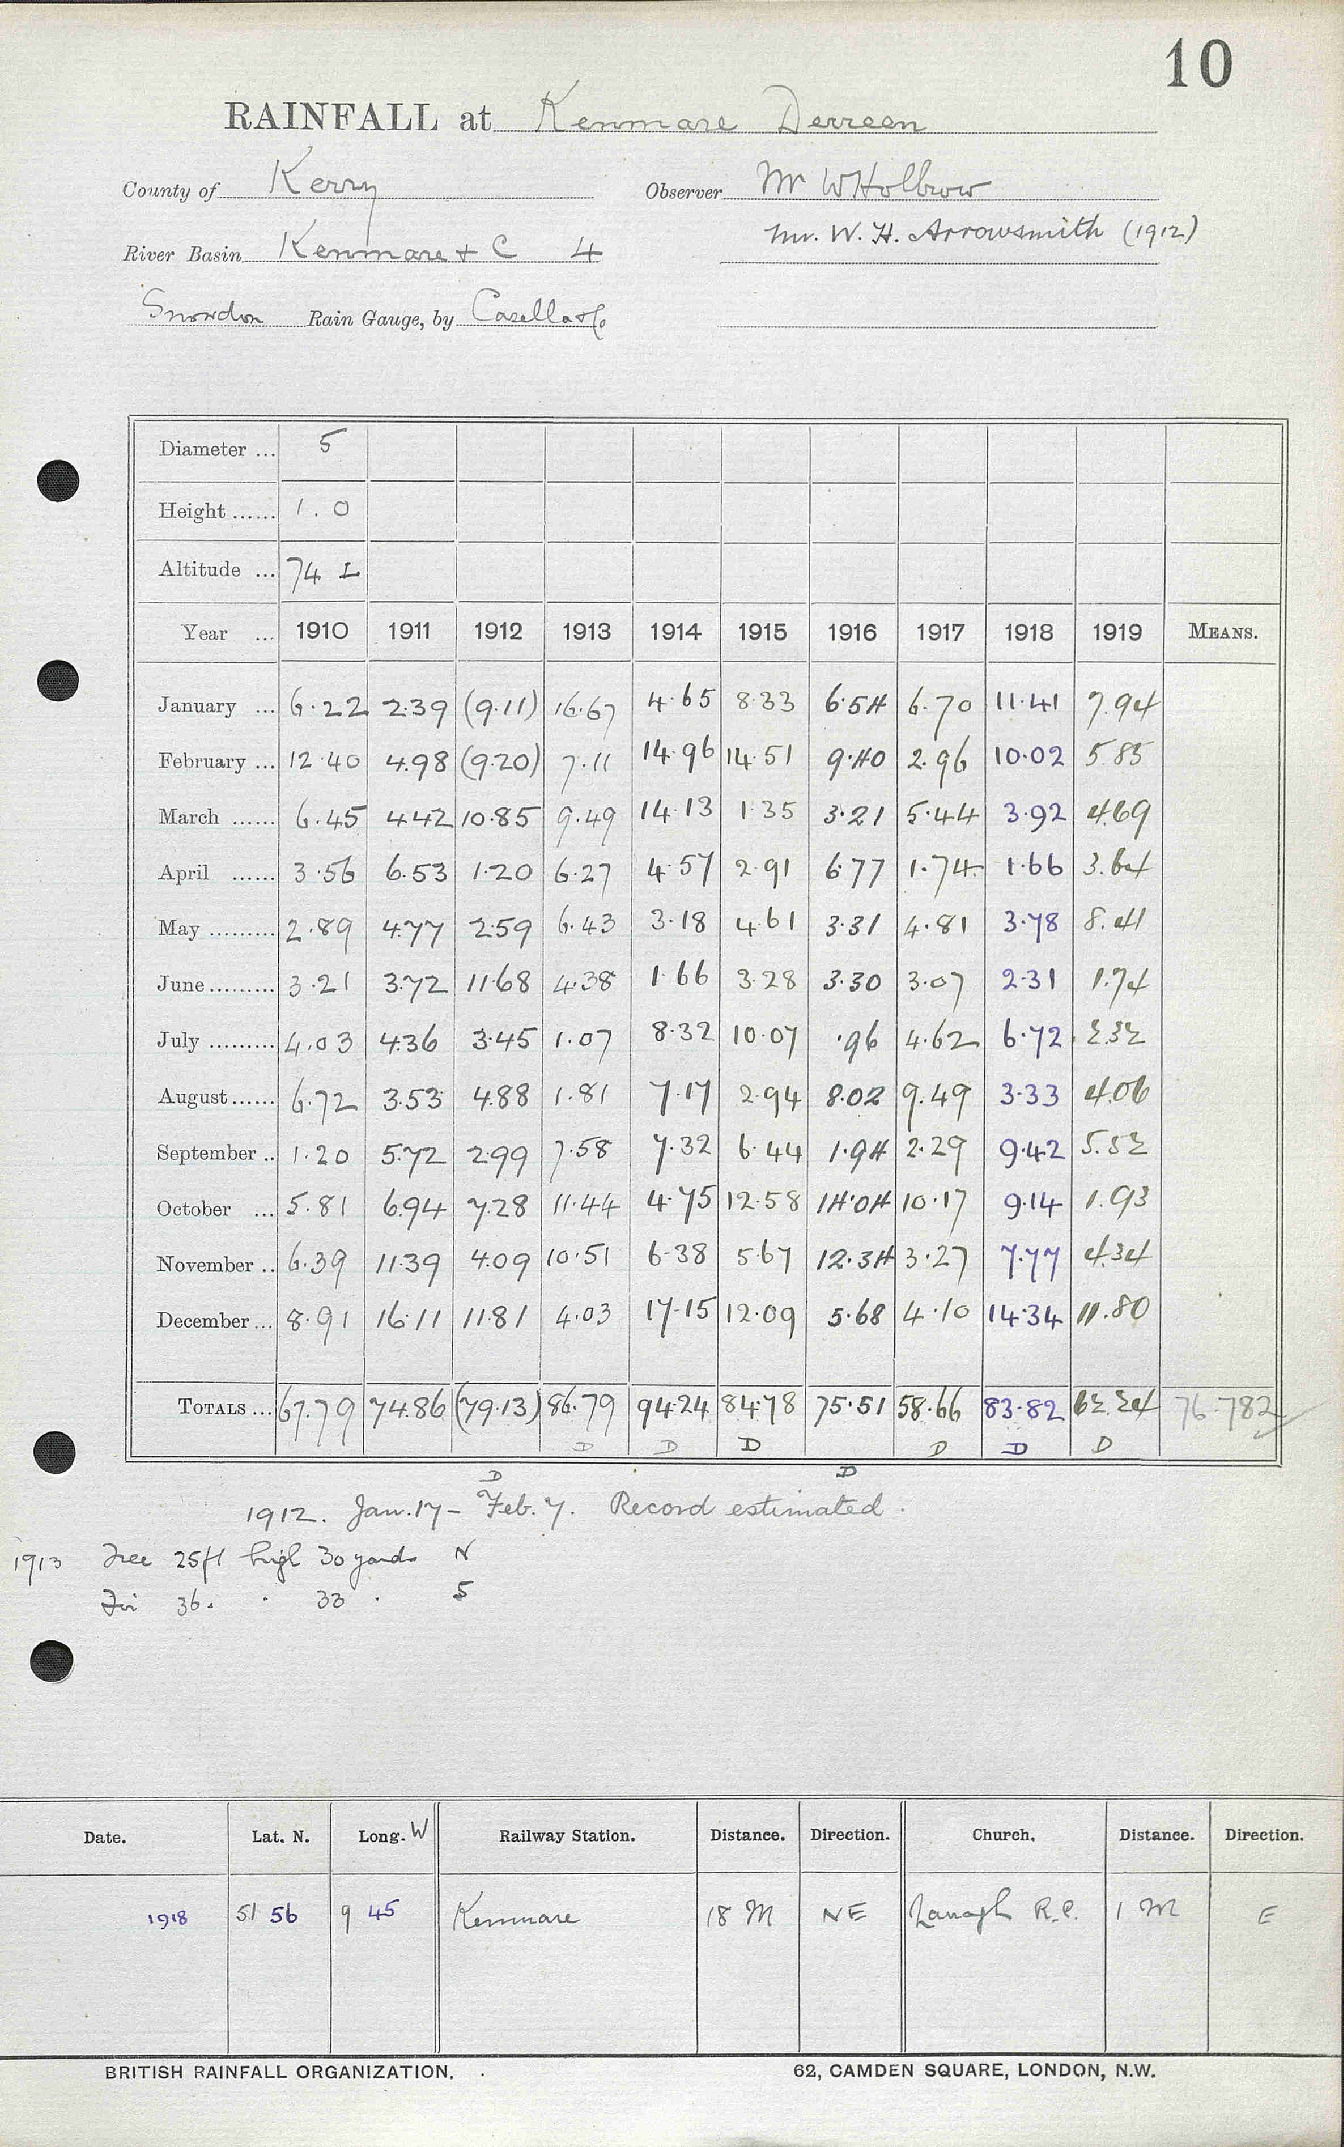 10
RAINFALL at Kenmare Derreen
County of Kerry Observer Mr W Holbrow
Mr. W. H. Arrowsmith (1912)
River Basin Kenmare + C 4
Snowdon Rain Gauge, by Casella & Co
Diameter ... 5
Height ...... 1.0
Altitude ... 74 L
Year ... 1910 1911 1912 1913 1914 1915 1916 1917 1918 1919 MEANS.
January ... 6.22 2.39 (9.11) 16.67 4.65 8.33 6.54 6.70 11.41 7.94
February ... 12.40 4.98 (9.20) 7.11 14.96 14.51 9.40 2.96 10.02 5.85
March ...... 6.45 4.42 10.85 9.49 14.13 1.35 3.21 5.44 3.92 4.69
April ...... 3.56 6.53 1.20 6.27 4.57 2.91 6.77 1.74 1.66 3.64
May ......... 2.89 4.77 2.59 6.43 3.18 4.61 3.31 4.81 3.78 8.41
June ......... 3.21 3.72 11.68 4.38 1.66 3.28 3.30 3.07 2.31 1.74
July ......... 4.03 4.36 3.45 1.07 8.32 10.07 .96 4.62 6.72 2.32
August ...... 6.72 3.53 4.88 1.81 7.17 2.94 8.02 9.49 3.33 4.06
September .. 1.20 5.72 2.99 7.58 7.32 6.44 1.94 2.29 9.42 5.52
October ... 5.81 6.94 7.28 11.44 4.75 12.58 14.04 10.17 9.14 1.93
November .. 6.39 11.39 4.09 10.51 6.38 5.67 12.34 3.27 7.77 4.34
December ... 8.91 16.11 11.81 4.03 17.15 12.09 5.68 4.10 14.34 11.80
TOTALS ... 67.79 74.86 (79.13) 86.79 94.24 84.78 75.51 58.66 83.82 62.24 76.782
D D D D D D
D D
1912. Jan. 17 - Feb. 7. Record estimated.
1913 Tree 25ft high 30 yards N
36. . 33 . S
Date. Lat. N. Long. W Railway Station. Distance. Direction. Church. Distance. Direction.
1918 51 56 9 45 Kenmare 18 M NE R.C. 1 M E
BRITISH RAINFALL ORGANIZATION. 62, CAMDEN SQUARE, LONDON, N.W.